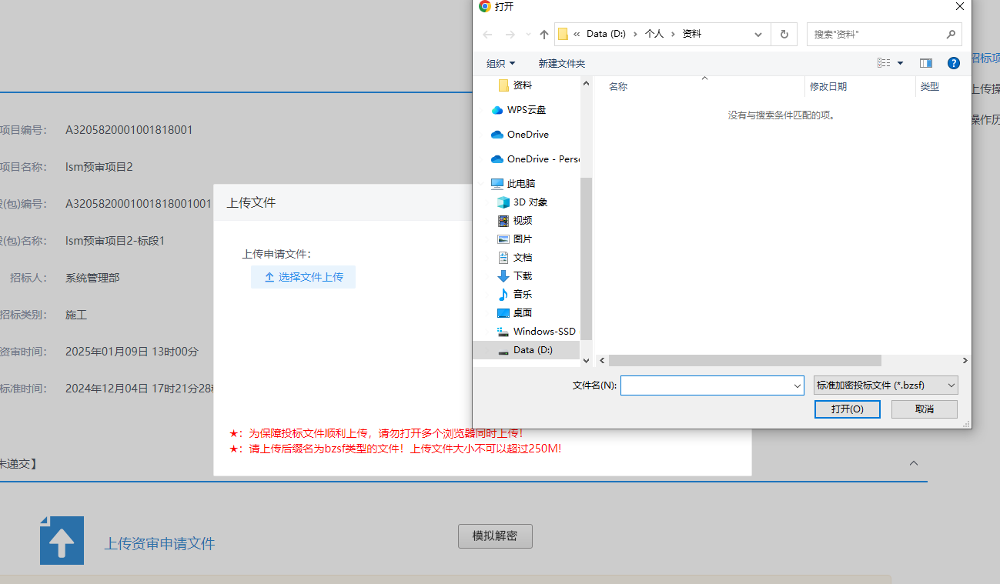 打开
« Data (D:) › 个人 › 资料
搜索"资料"
组织 新建文件夹
资料
WPS云盘
OneDrive
OneDrive - Pers
此电脑
3D 对象
视频
图片
文档
下载
音乐
桌面
Windows-SSD
Data (D:)
名称 修改日期 类型
没有与搜索条件匹配的项。
文件名(N): 标准加密投标文件 (*.bzsf)
打开(O) 取消
招标项
上传操
操作历
项目编号： A3205820001001818001
项目名称： lsm预审项目2
(包)编号： A3205820001001818001001
(包)名称： lsm预审项目2-标段1
招标人： 系统管理部
招标类别： 施工
资审时间： 2025年01月09日 13时00分
标准时间： 2024年12月04日 17时21分28
上传文件
上传申请文件：
选择文件上传
★：为保障投标文件顺利上传，请勿打开多个浏览器同时上传！
★：请上传后缀名为bzsf类型的文件！上传文件大小不可以超过250M!
未递交】
上传资审申请文件
模拟解密